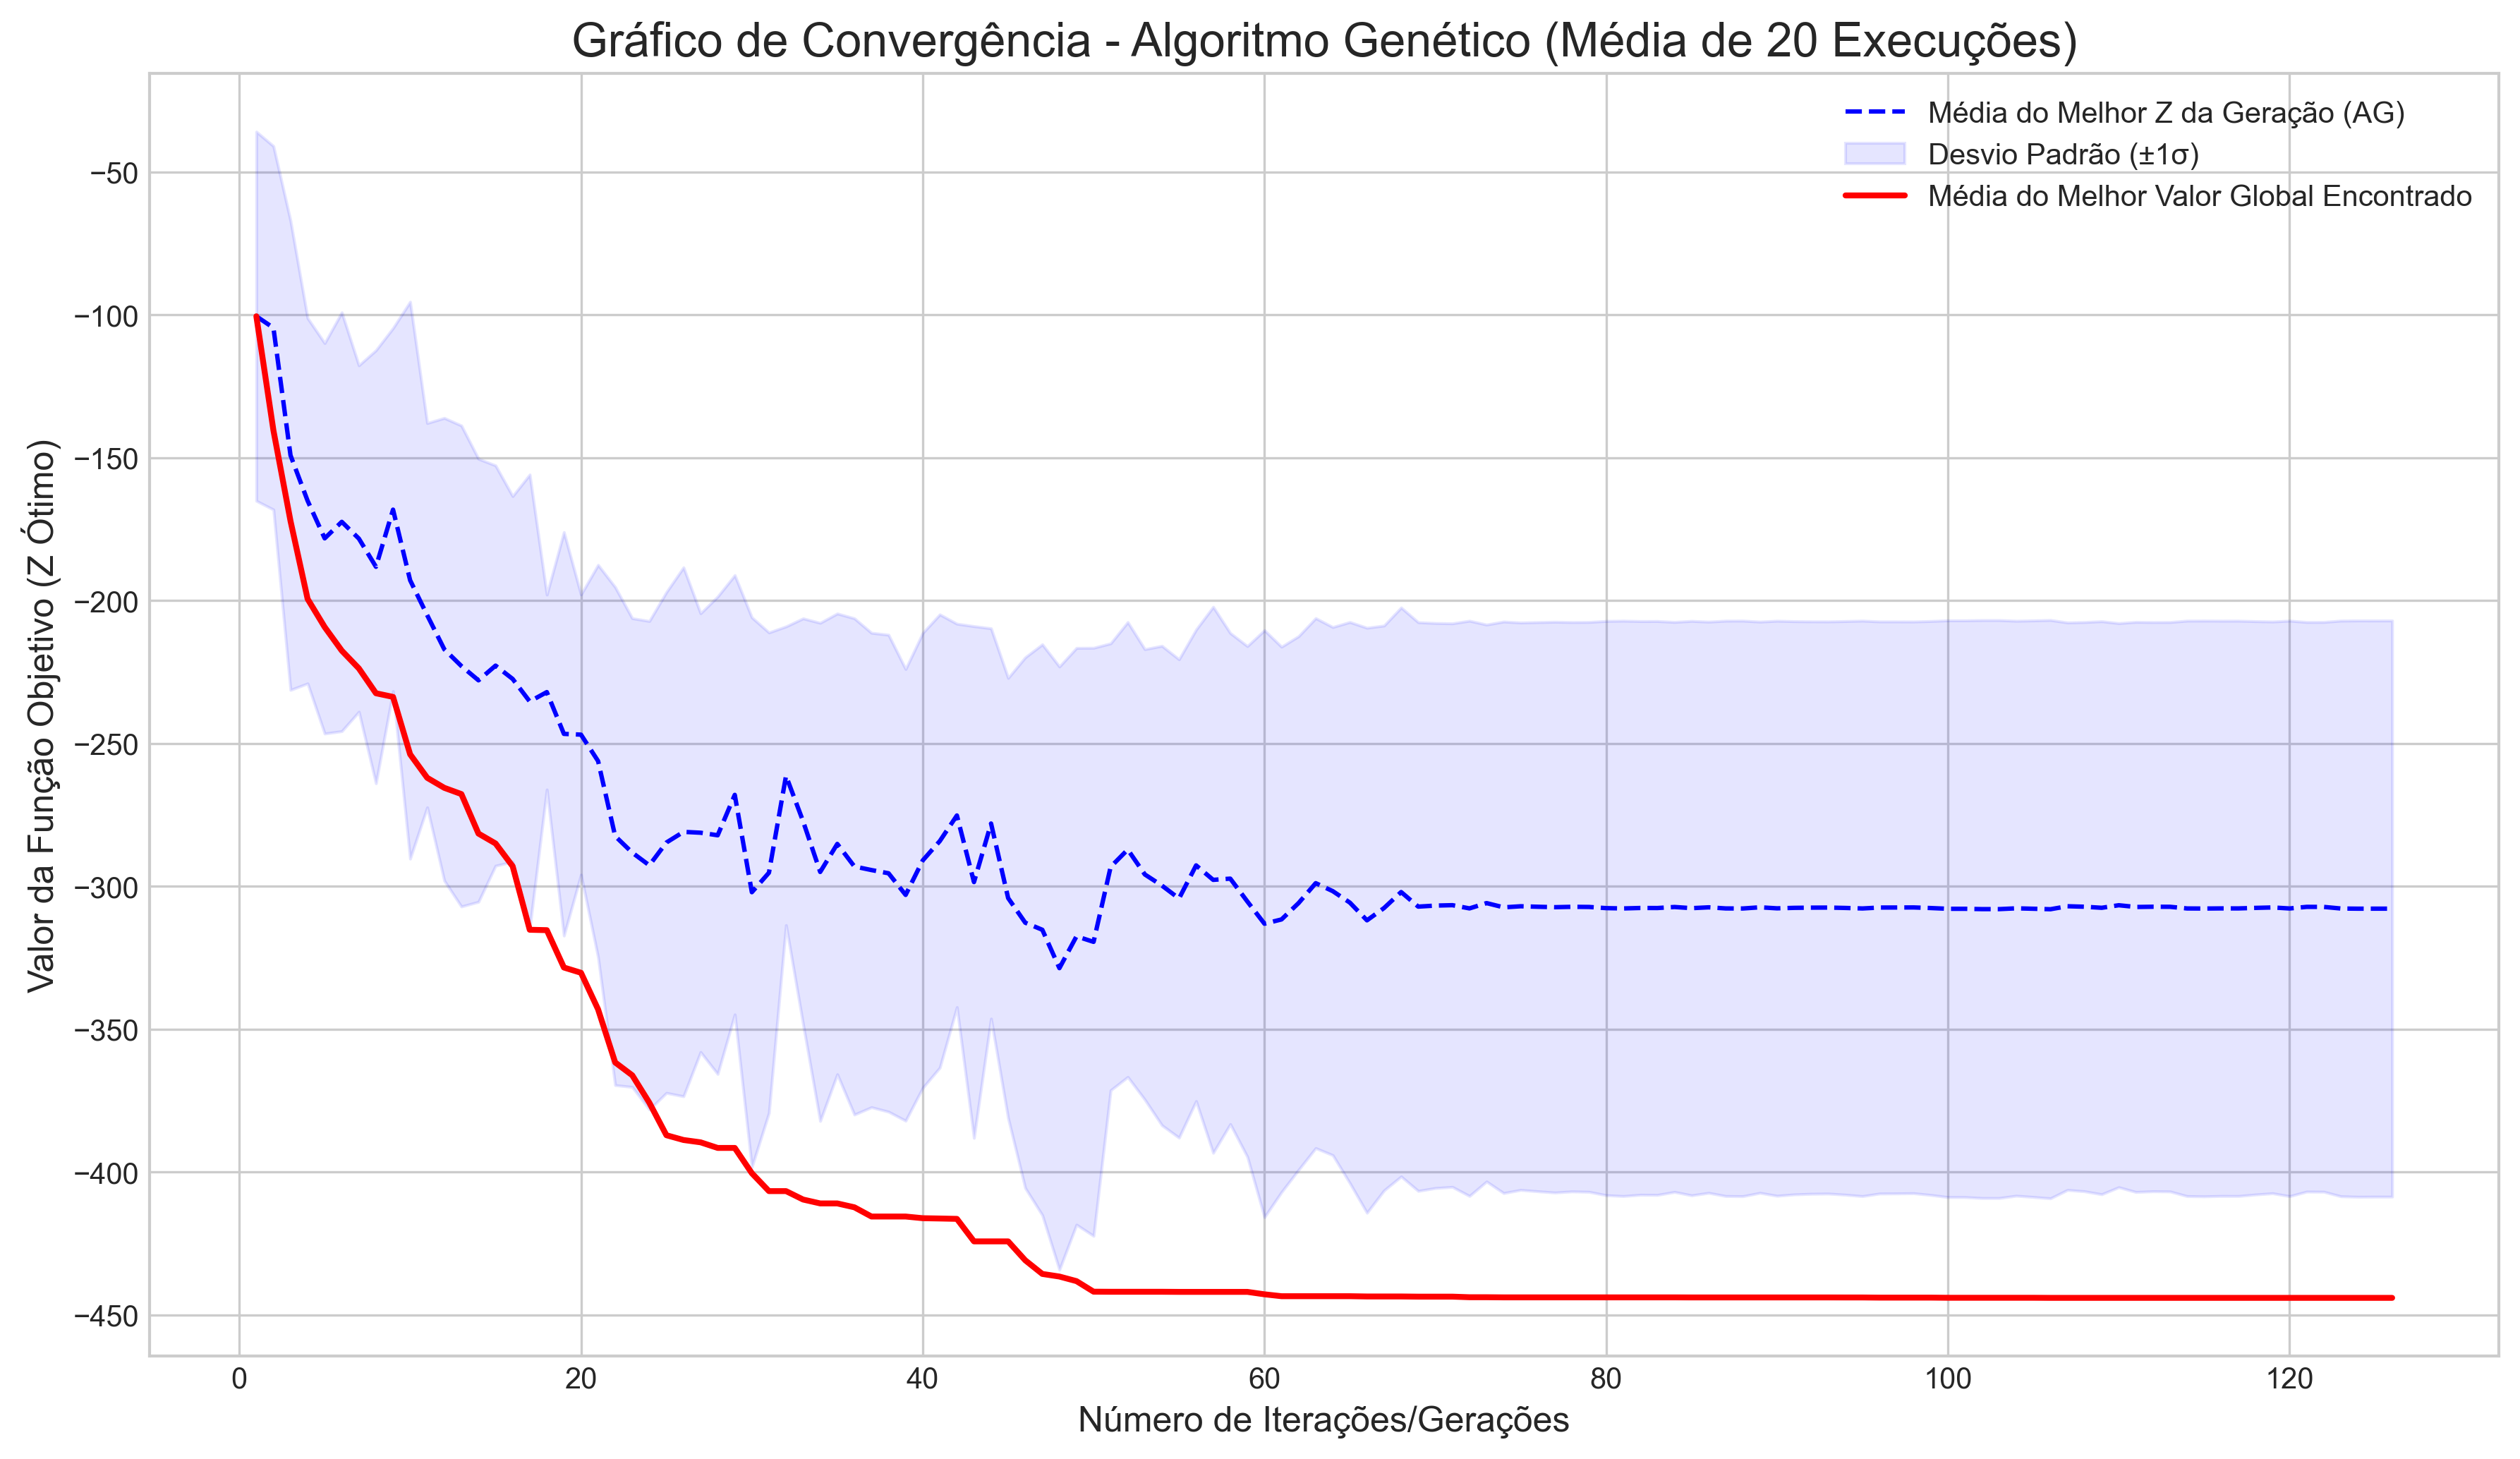 Gráfico de Convergência - Algoritmo Genético (Média de 20 Execuções)
Média do Melhor Z da Geração (AG)
Desvio Padrão (±1σ)
Média do Melhor Valor Global Encontrado
Valor da Função Objetivo (Z Ótimo)
−50
−100
−150
−200
−250
−300
−350
−400
−450
0
20
40
60
80
100
120
Número de Iterações/Gerações